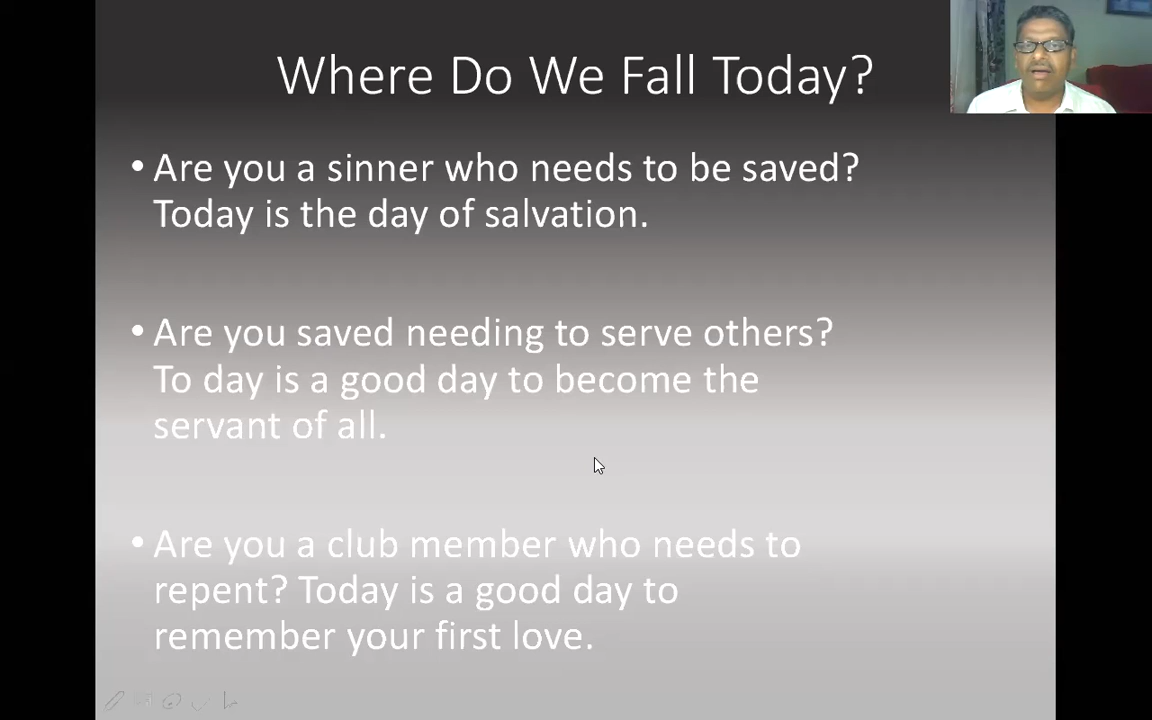 Where Do We Fall Today?
• Are you a sinner who needs to be saved?
Today is the day of salvation.
• Are you saved needing to serve others?
To day is a good day to become the
servant of all.
• Are you a club member who needs to
repent? Today is a good day to
remember your first love.